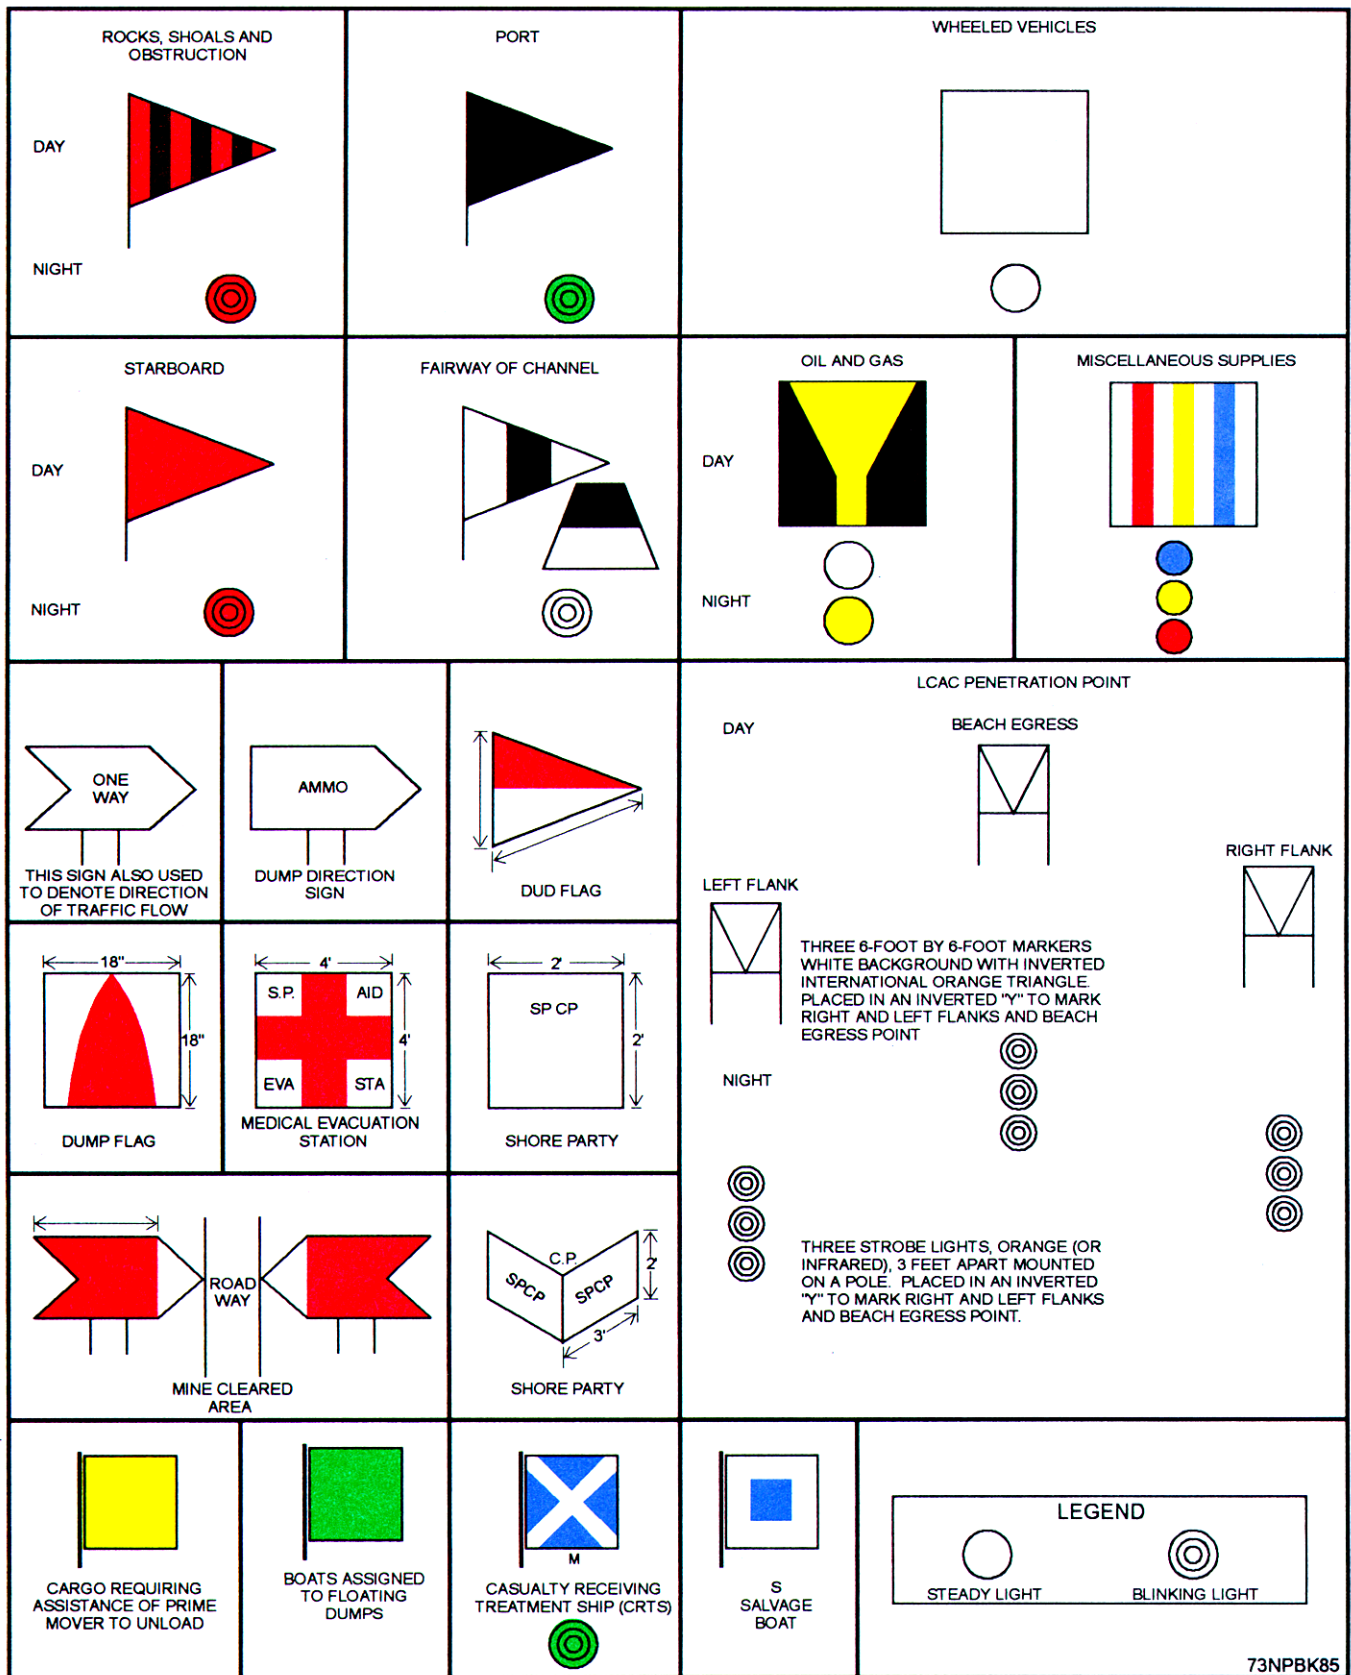 ROCKS, SHOALS AND
OBSTRUCTION
DAY
NIGHT
PORT
WHEELED VEHICLES
STARBOARD
DAY
NIGHT
FAIRWAY OF CHANNEL
OIL AND GAS
DAY
NIGHT
MISCELLANEOUS SUPPLIES
ONE
WAY
THIS SIGN ALSO USED
TO DENOTE DIRECTION
OF TRAFFIC FLOW
AMMO
DUMP DIRECTION
SIGN
DUD FLAG
LCAC PENETRATION POINT
DAY
BEACH EGRESS
RIGHT FLANK
LEFT FLANK
THREE 6-FOOT BY 6-FOOT MARKERS
WHITE BACKGROUND WITH INVERTED
INTERNATIONAL ORANGE TRIANGLE.
PLACED IN AN INVERTED "Y" TO MARK
RIGHT AND LEFT FLANKS AND BEACH
EGRESS POINT
NIGHT
THREE STROBE LIGHTS, ORANGE (OR
INFRARED), 3 FEET APART MOUNTED
ON A POLE. PLACED IN AN INVERTED
"Y" TO MARK RIGHT AND LEFT FLANKS
AND BEACH EGRESS POINT.
18"
18"
DUMP FLAG
4'
S.P. AID
4'
EVA STA
MEDICAL EVACUATION
STATION
2'
SP CP
2'
SHORE PARTY
ROAD
WAY
MINE CLEARED
AREA
C.P.
2'
SPCP SPCP
3'
SHORE PARTY
CARGO REQUIRING
ASSISTANCE OF PRIME
MOVER TO UNLOAD
BOATS ASSIGNED
TO FLOATING
DUMPS
M
CASUALTY RECEIVING
TREATMENT SHIP (CRTS)
S
SALVAGE
BOAT
LEGEND
STEADY LIGHT
BLINKING LIGHT
73NPBK85